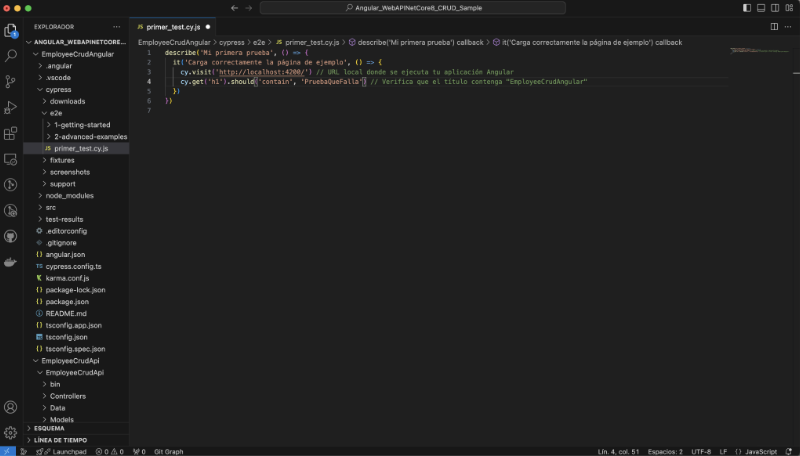 Angular_WebAPINetCore8_CRUD_Sample
EXPLORADOR
ANGULAR_WEBAPINETCORE...
EmployeeCrudAngular
.angular
.vscode
cypress
downloads
e2e
1-getting-started
2-advanced-examples
JS primer_test.cy.js
fixtures
screenshots
support
node_modules
src
test-results
.editorconfig
.gitignore
{} angular.json
TS cypress.config.ts
karma.conf.js
{} package-lock.json
{} package.json
README.md
{} tsconfig.app.json
tsconfig.json
{} tsconfig.spec.json
EmployeeCrudApi
EmployeeCrudApi
bin
Controllers
Data
Models
ESQUEMA
LÍNEA DE TIEMPO
JS primer_test.cy.js
EmployeeCrudAngular > cypress > e2e > JS primer_test.cy.js > describe('Mi primera prueba') callback > it('Carga correctamente la página de ejemplo') callback
1 describe('Mi primera prueba', () => {
2 it('Carga correctamente la página de ejemplo', () => {
3 cy.visit('http://localhost:4200/') // URL local donde se ejecuta tu aplicación Angular
4 cy.get('h1').should("contain", "PruebaQueFalla") // Verifica que el título contenga "EmployeeCrudAngular"
5 })
6 })
7
Launchpad 0 0 0 Git Graph
Lín. 4, col. 51 Espacios: 2 UTF-8 LF {} JavaScript